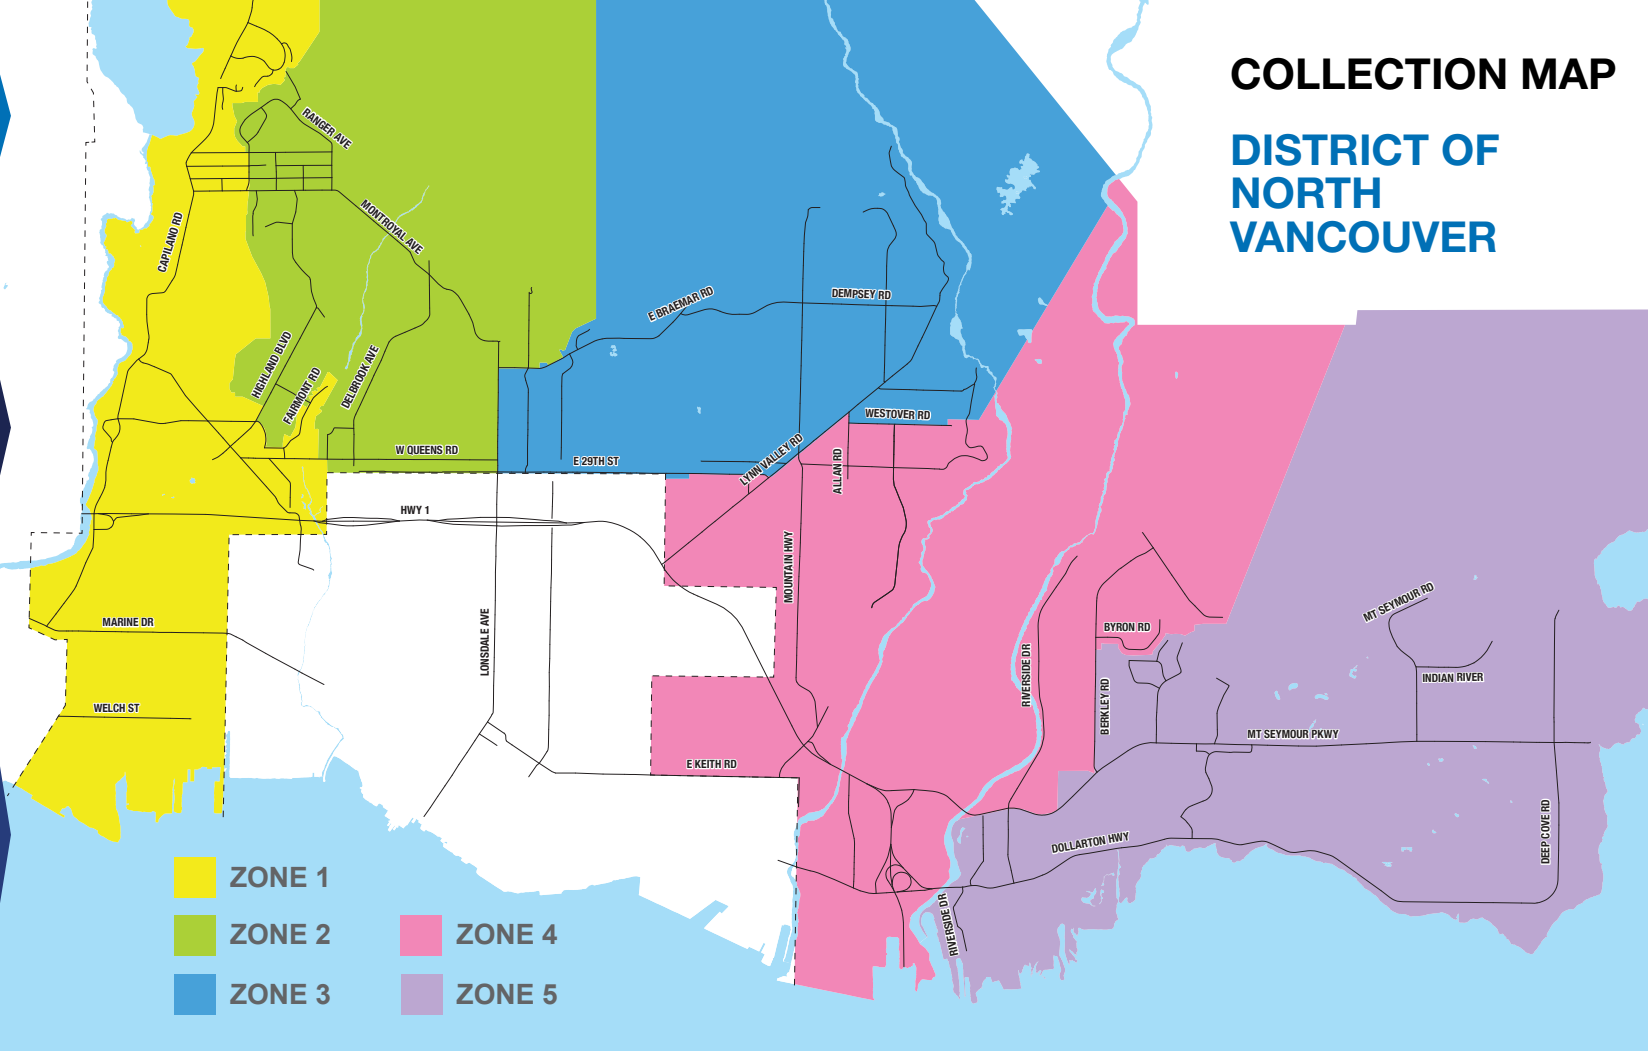 COLLECTION MAP
DISTRICT OF
NORTH
VANCOUVER
RANGER AVE
MONTROYAL AVE
CAPILANO RD
E BRAEMAR RD
DEMPSEY RD
HIGHLAND BLVD
FAIRMONT RD
DELBROOK AVE
WESTOVER RD
W QUEENS RD
E 29TH ST
LYNN VALLEY RD
ALLAN RD
HWY 1
MOUNTAIN HWY
MARINE DR
LONSDALE AVE
MT SEYMOUR RD
BYRON RD
RIVERSIDE DR
INDIAN RIVER
BERKLEY RD
WELCH ST
MT SEYMOUR PKWY
E KEITH RD
DOLLARTON HWY
DEEP COVE RD
RIVERSIDE DR
ZONE 1
ZONE 2
ZONE 3
ZONE 4
ZONE 5